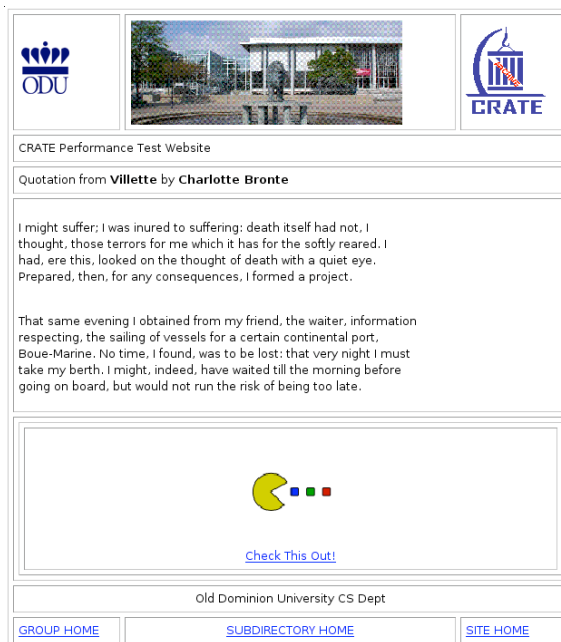 ODU
CRATE
CRATE Performance Test Website
Quotation from Villette by Charlotte Bronte
I might suffer; I was inured to suffering: death itself had not, I
thought, those terrors for me which it has for the softly reared. I
had, ere this, looked on the thought of death with a quiet eye.
Prepared, then, for any consequences, I formed a project.
That same evening I obtained from my friend, the waiter, information
respecting, the sailing of vessels for a certain continental port,
Boue-Marine. No time, I found, was to be lost: that very night I must
take my berth. I might, indeed, have waited till the morning before
going on board, but would not run the risk of being too late.
Check This Out!
Old Dominion University CS Dept
GROUP HOME
SUBDIRECTORY HOME
SITE HOME